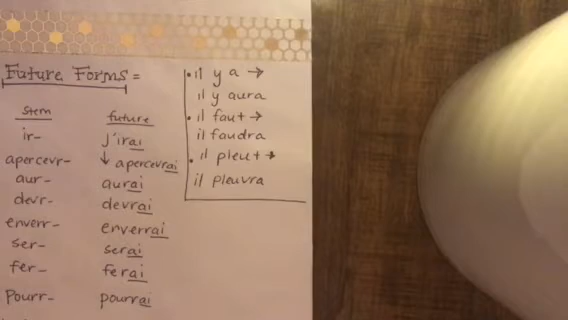 Future Forms =
stem future
ir- j'irai
apercevr- ↓ apercevrai
aur- aurai
devr- devrai
enverr- enverrai
ser- serai
fer- ferai
Pourr- pourrai
• il y a →
il y aura
• il faut →
il faudra
• il pleut →
il pleuvra